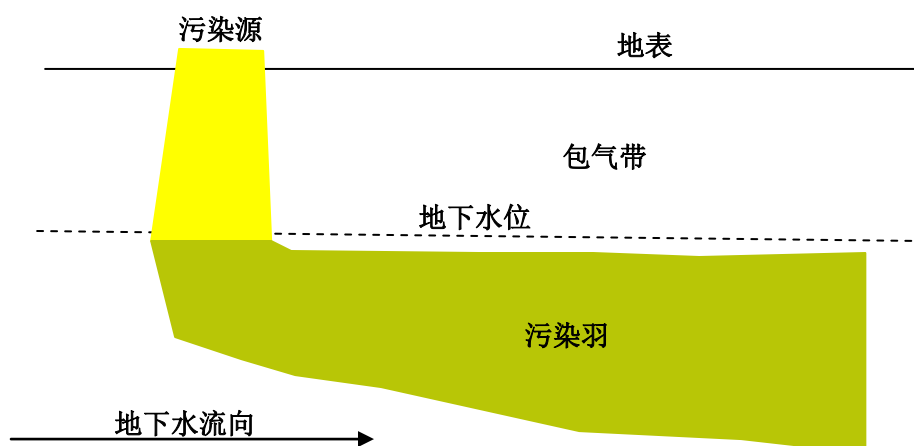 污染源
地表
包气带
地下水位
污染羽
地下水流向